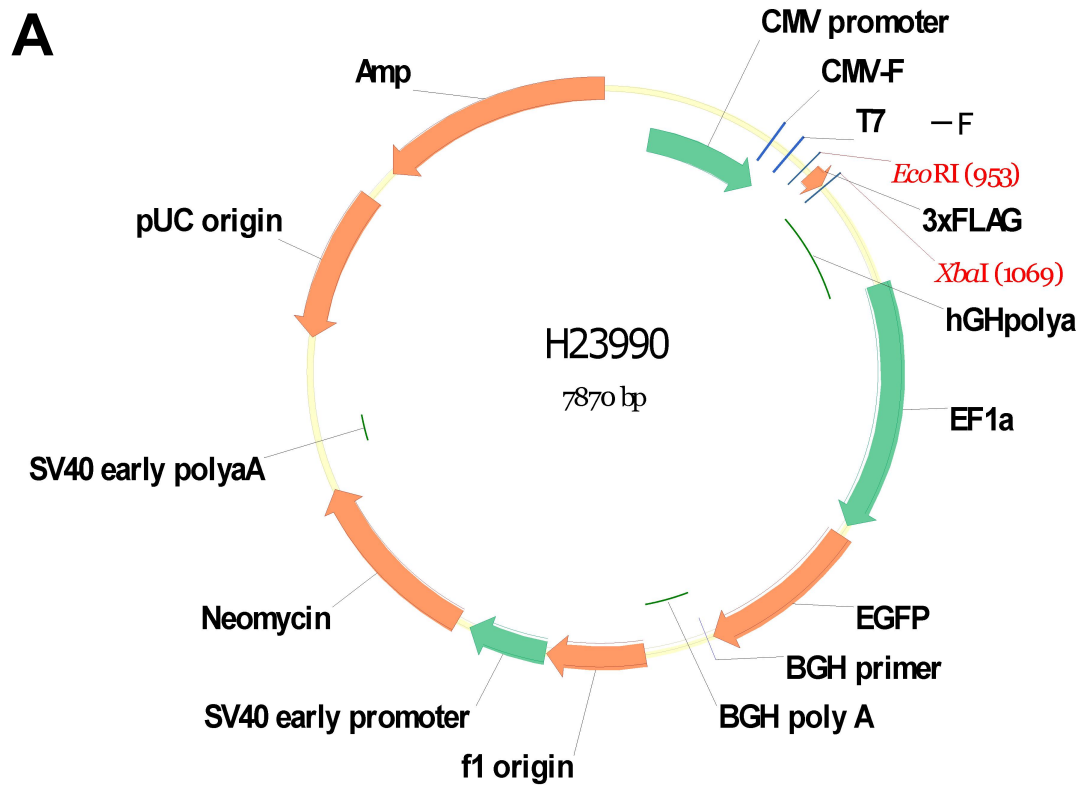 A
CMV promoter
Amp
CMV-F
T7 – F
EcoRI (953)
pUC origin
3xFLAG
XbaI (1069)
hGHpolya
H23990
7870 bp
EF1a
SV40 early polyaA
Neomycin
EGFP
BGH primer
SV40 early promoter
BGH poly A
f1 origin